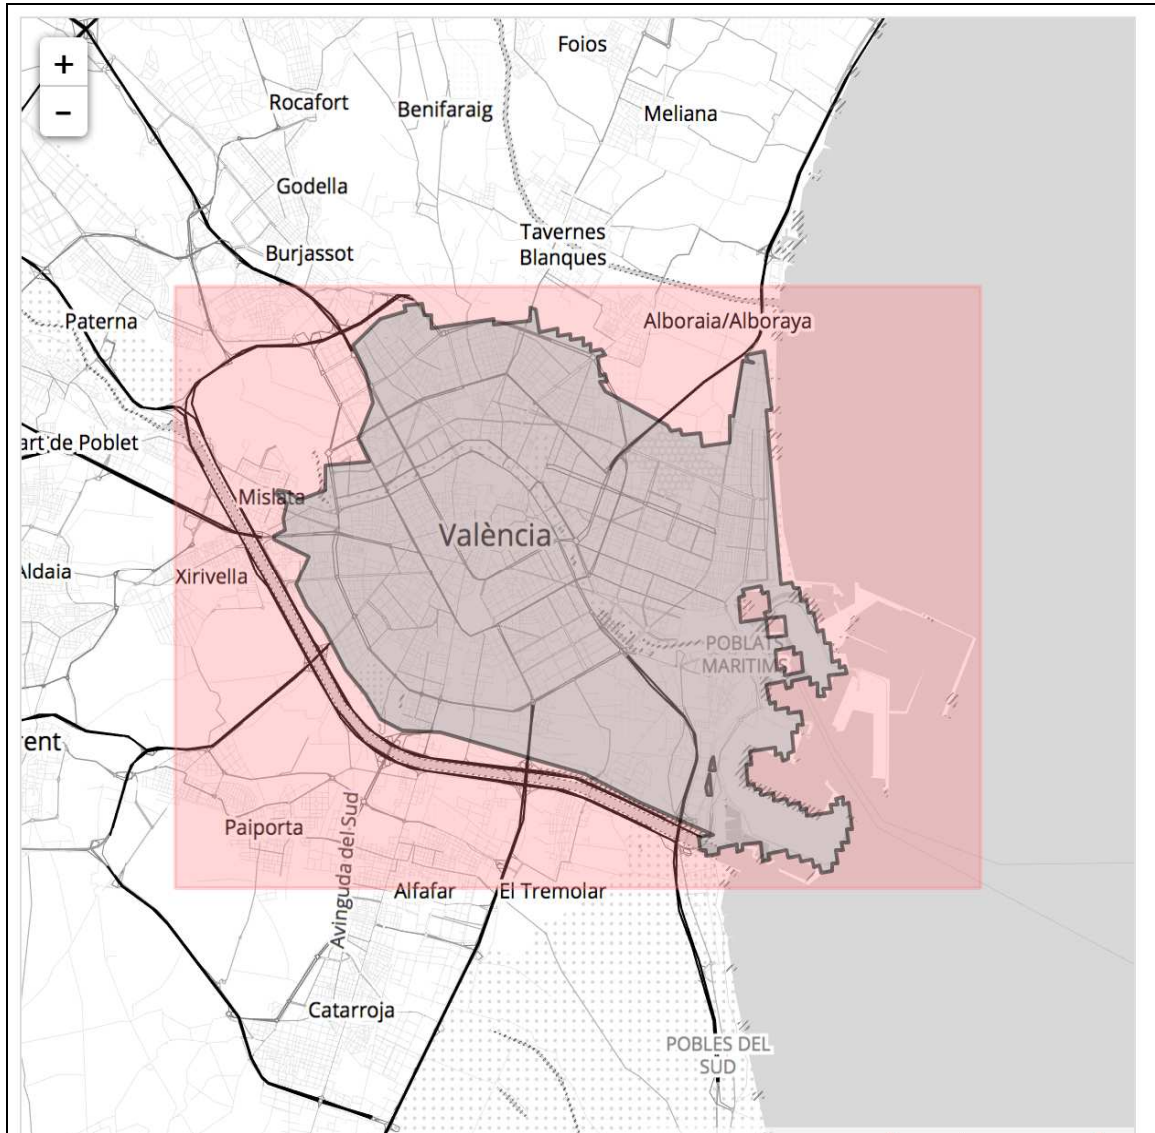 +
−
Foios
Rocafort
Benifaraig
Meliana
Godella
Tavernes
Blanques
Burjassot
Paterna
Alboraia/Alboraya
art de Poblet
Mislata
València
Aldaia
Xirivella
POBLATS
MARITIMS
rent
Paiporta
Avinguda del Sud
Alfafar
El Tremolar
Catarroja
POBLES DEL
SUD